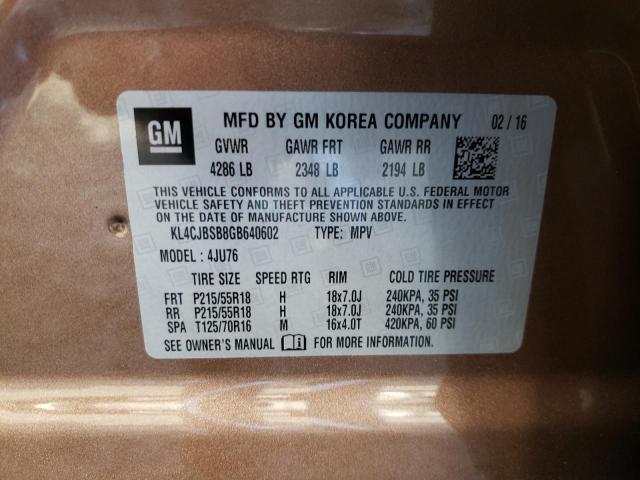 GM MFD BY GM KOREA COMPANY 02 / 16
GVWR GAWR FRT GAWR RR
4286 LB 2348 LB 2194 LB
THIS VEHICLE CONFORMS TO ALL APPLICABLE U.S. FEDERAL MOTOR
VEHICLE SAFETY AND THEFT PREVENTION STANDARDS IN EFFECT
ON THE DATE OF MANUFACTURE SHOWN ABOVE.
KL4CJBSB8GB640602 TYPE: MPV
MODEL : 4JU76
TIRE SIZE SPEED RTG RIM COLD TIRE PRESSURE
FRT P215/55R18 H 18x7.0J 240KPA, 35 PSI
RR P215/55R18 H 18x7.0J 240KPA, 35 PSI
SPA T125/70R16 M 16x4.0T 420KPA, 60 PSI
SEE OWNER'S MANUAL i FOR MORE INFORMATION.